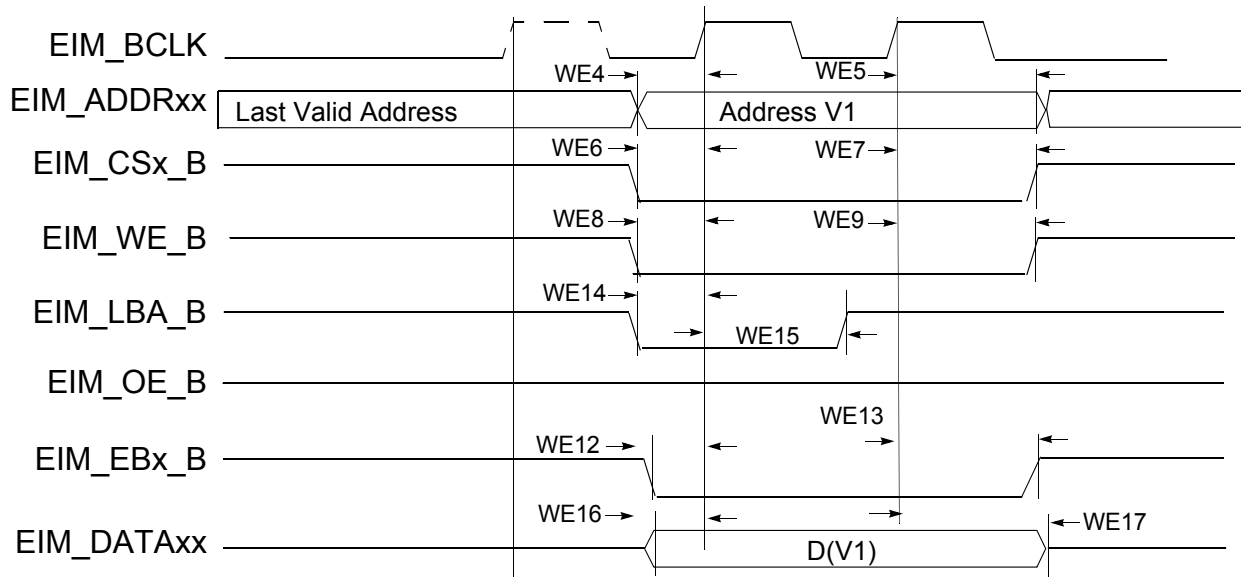 EIM_BCLK
WE4
WE5
EIM_ADDRxx
Last Valid Address
Address V1
WE6
WE7
EIM_CSx_B
WE8
WE9
EIM_WE_B
WE14
EIM_LBA_B
WE15
EIM_OE_B
WE13
WE12
EIM_EBx_B
WE16
WE17
EIM_DATAxx
D(V1)